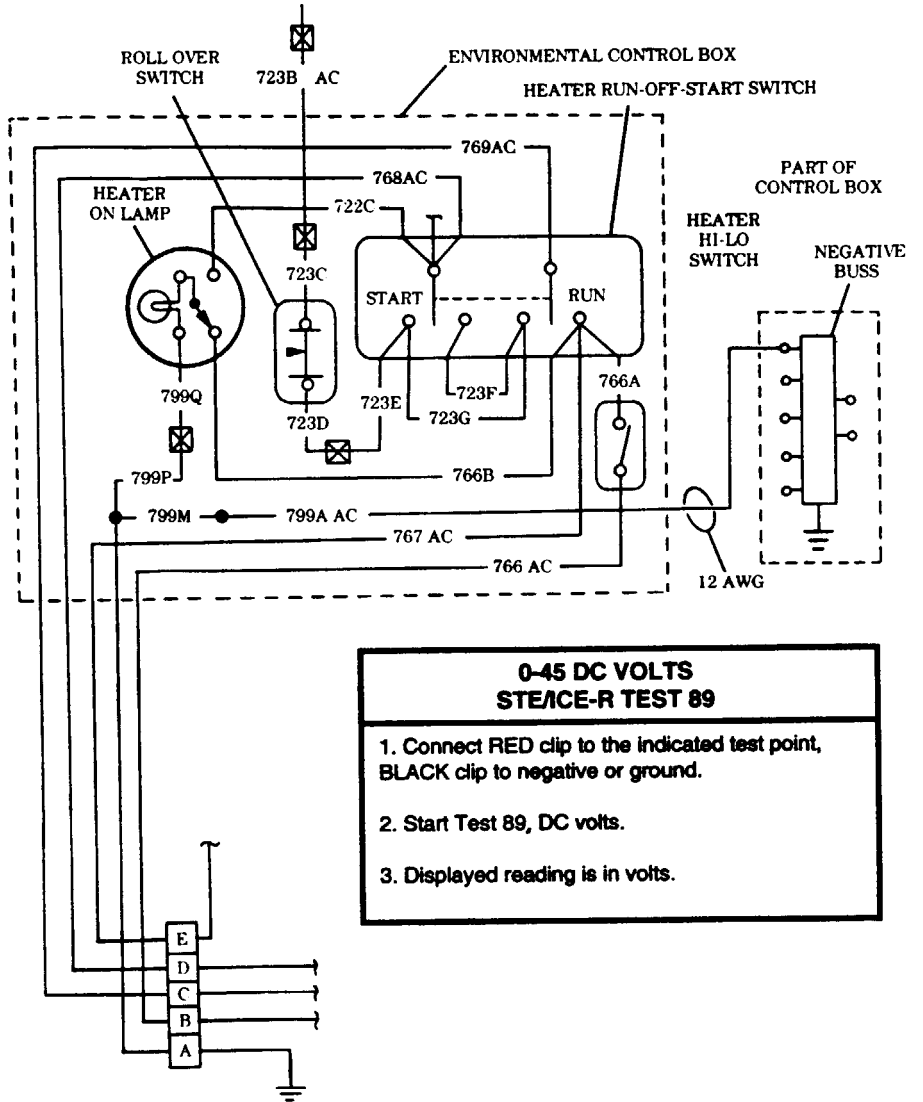 ROLL OVER
SWITCH
723B AC
ENVIRONMENTAL CONTROL BOX
HEATER RUN-OFF-START SWITCH
769AC
768AC
722C
HEATER
ON LAMP
PART OF
CONTROL BOX
HEATER
HI-LO
SWITCH
NEGATIVE
BUSS
723C
START
RUN
799Q
723D
723E
723F
723G
766A
799P
766B
799M
799A AC
767 AC
766 AC
12 AWG
0-45 DC VOLTS
STE/ICE-R TEST 89
1. Connect RED clip to the indicated test point,
BLACK clip to negative or ground.
2. Start Test 89, DC volts.
3. Displayed reading is in volts.
E
D
C
B
A